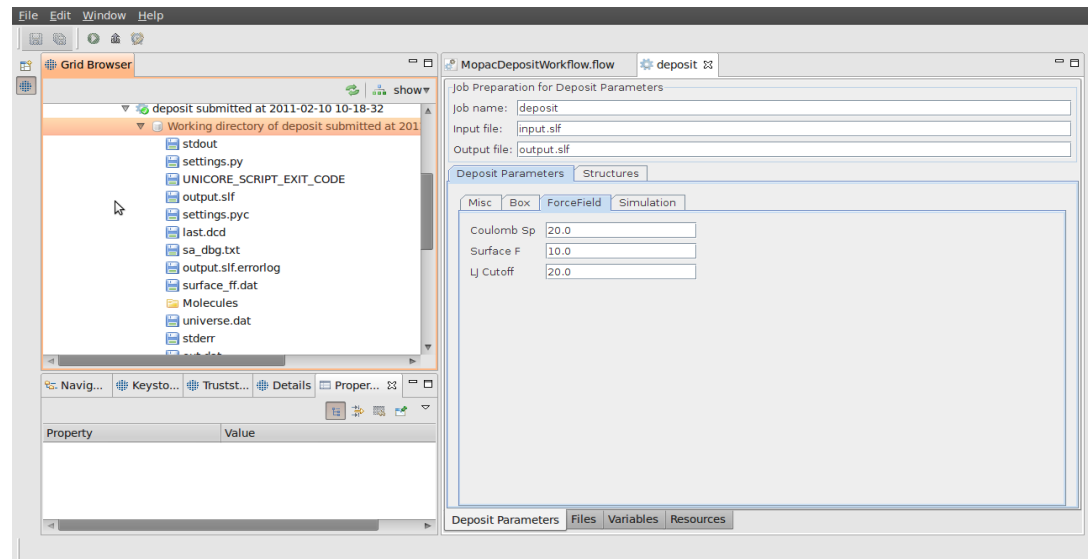 File Edit Window Help
Grid Browser
show
deposit submitted at 2011-02-10 10-18-32
Working directory of deposit submitted at 201
stdout
settings.py
UNICORE_SCRIPT_EXIT_CODE
output.slf
settings.pyc
last.dcd
sa_dbg.txt
output.slf.errorlog
surface_ff.dat
Molecules
universe.dat
stderr
Navig... Keysto... Trustst... Details Proper...
Property Value
MopacDepositWorkflow.flow deposit
Job Preparation for Deposit Parameters
Job name: deposit
Input file: input.slf
Output file: output.slf
Deposit Parameters Structures
Misc Box ForceField Simulation
Coulomb Sp 20.0
Surface F 10.0
LJ Cutoff 20.0
Deposit Parameters Files Variables Resources